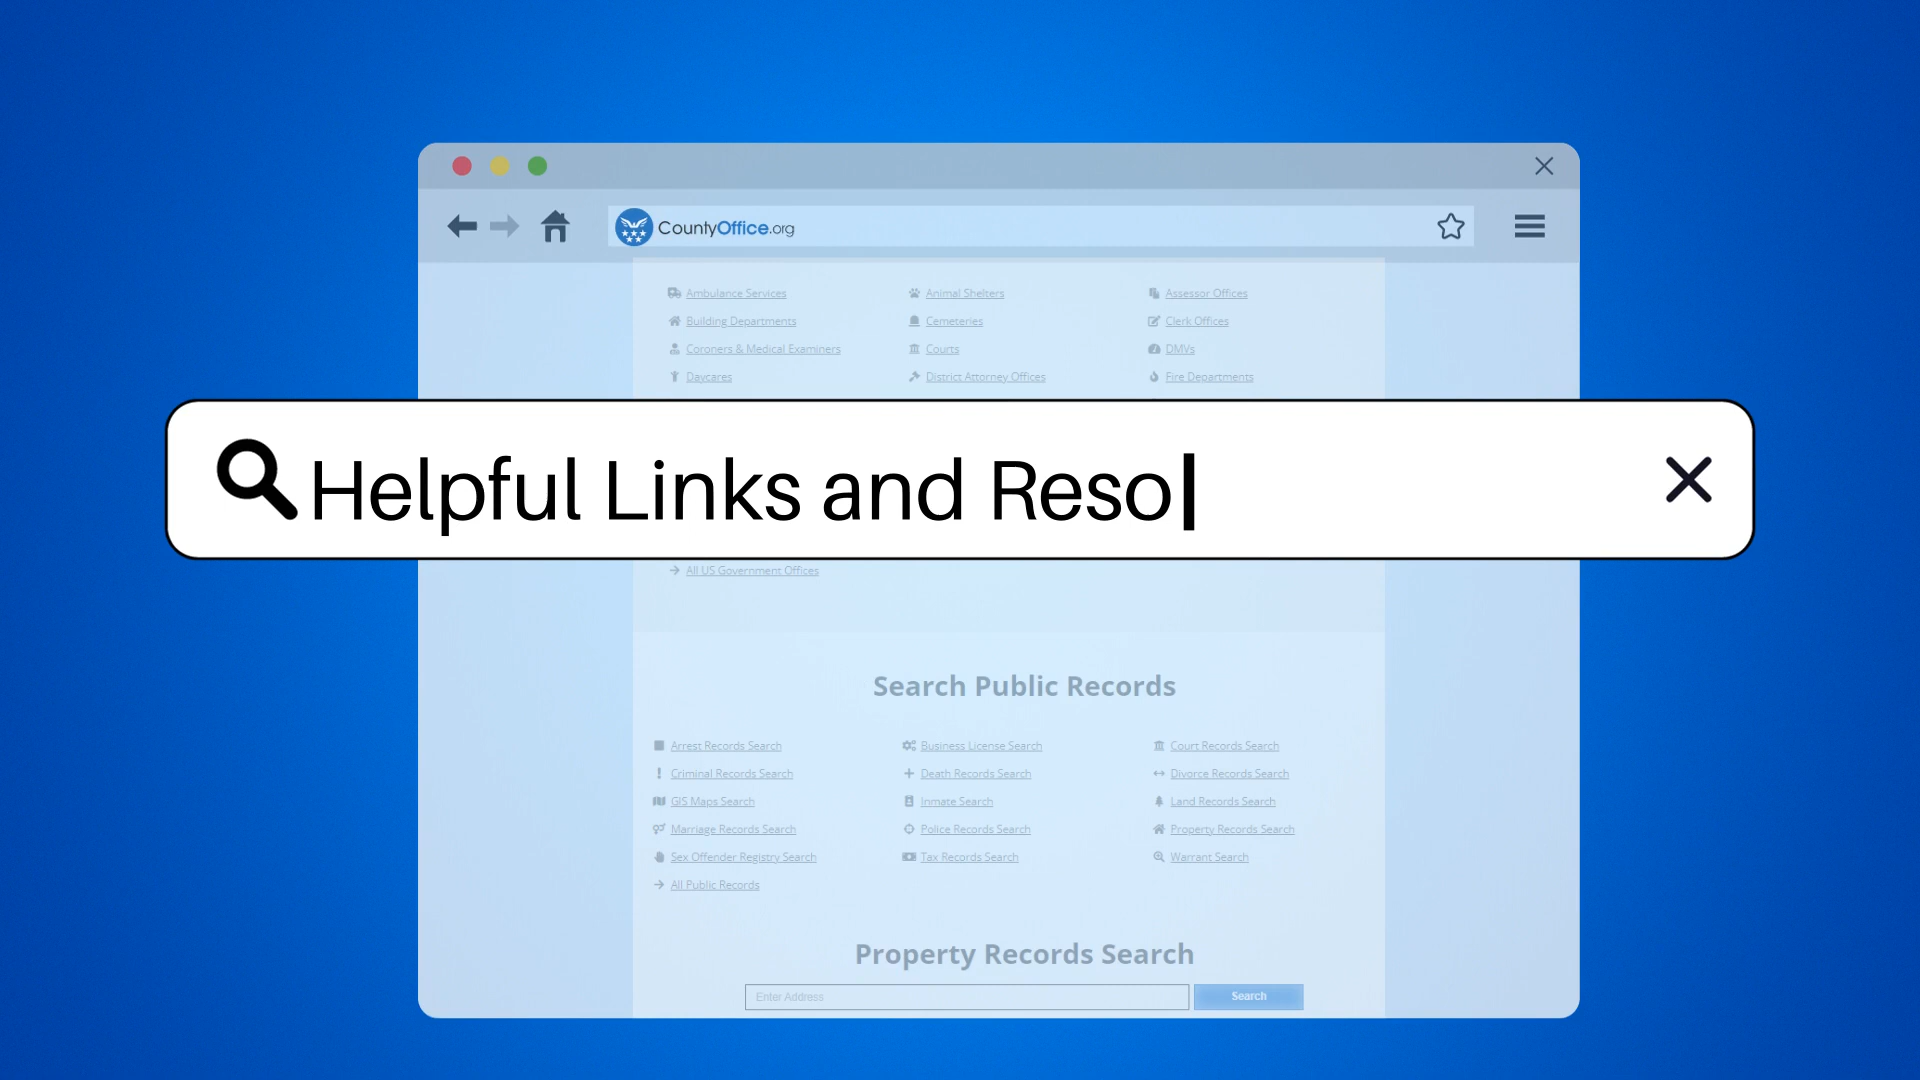 CountyOffice.org
Ambulance Services Animal Shelters Assessor Offices
Building Departments Cemeteries Clerk Offices
Coroners & Medical Examiners Courts DMVs
Daycares District Attorney Offices Fire Departments
Helpful Links and Reso
All US Government Offices
Search Public Records
Arrest Records Search Business License Search Court Records Search
Criminal Records Search Death Records Search Divorce Records Search
GIS Maps Search Inmate Search Land Records Search
Marriage Records Search Police Records Search Property Records Search
Sex Offender Registry Search Tax Records Search Warrant Search
All Public Records
Property Records Search
Enter Address Search